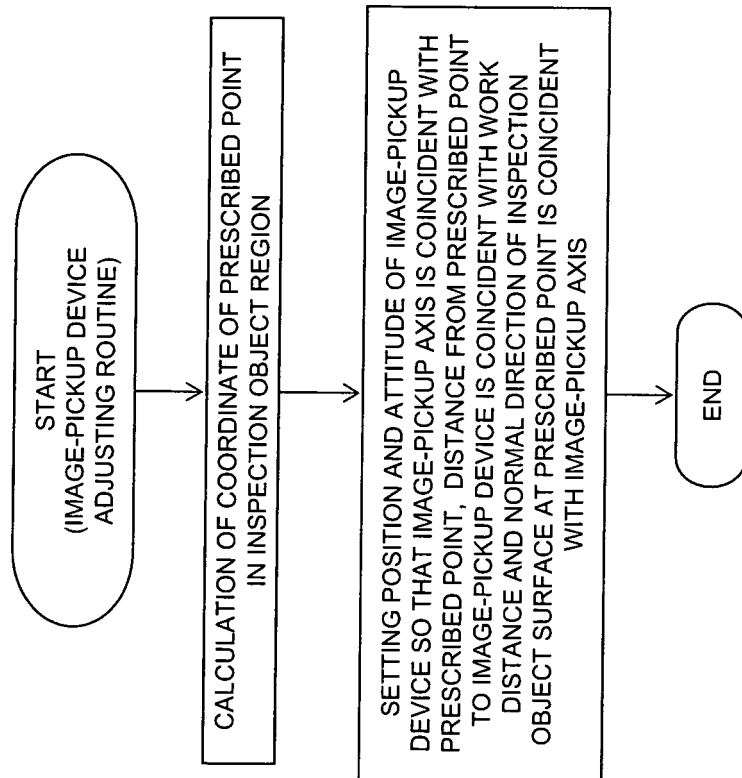 START
(IMAGE-PICKUP DEVICE
ADJUSTING ROUTINE)
CALCULATION OF COORDINATE OF PRESCRIBED POINT
IN INSPECTION OBJECT REGION
SETTING POSITION AND ATTITUDE OF IMAGE-PICKUP
DEVICE SO THAT IMAGE-PICKUP AXIS IS COINCIDENT WITH
PRESCRIBED POINT, DISTANCE FROM PRESCRIBED POINT
TO IMAGE-PICKUP DEVICE IS COINCIDENT WITH WORK
DISTANCE AND NORMAL DIRECTION OF INSPECTION
OBJECT SURFACE AT PRESCRIBED POINT IS COINCIDENT
WITH IMAGE-PICKUP AXIS
END